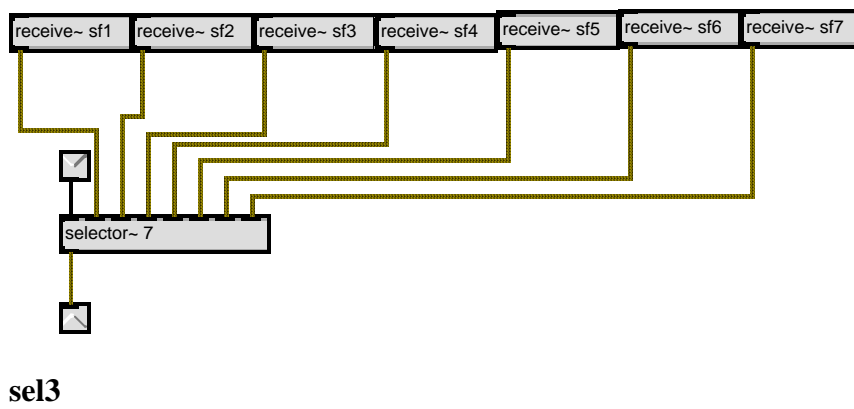 receive~ sf1 receive~ sf2 receive~ sf3 receive~ sf4 receive~ sf5 receive~ sf6 receive~ sf7
selector~ 7
sel3